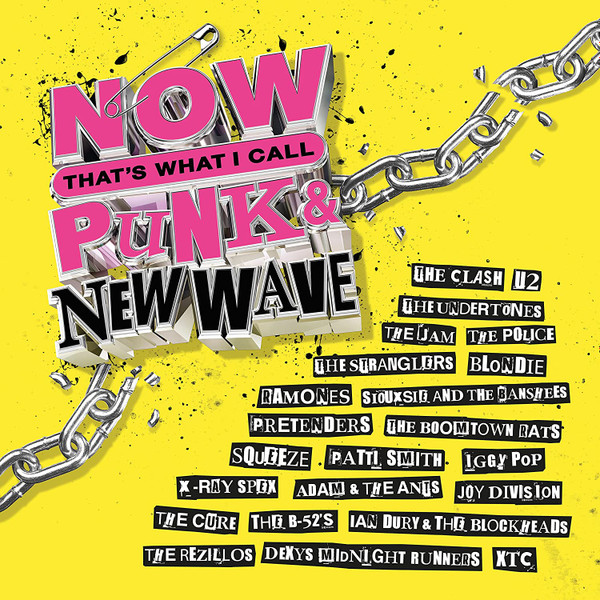 NOW
THAT'S WHAT I CALL
PUNK &
NEW WAVE
THE CLASH U2
THE UNDERTONES
THE JAM THE POLICE
THE STRANGLERS BLONDIE
RAMONES SIOUXSIE AND THE BANSHEES
PRETENDERS THE BOOMTOWN RATS
SQUEEZE PATTI SMITH IGGY POP
X-RAY SPEX ADAM & THE ANTS JOY DIVISION
THE CURE THE B-52'S IAN DURY & THE BLOCKHEADS
THE REZILLOS DEXYS MIDNIGHT RUNNERS XTC